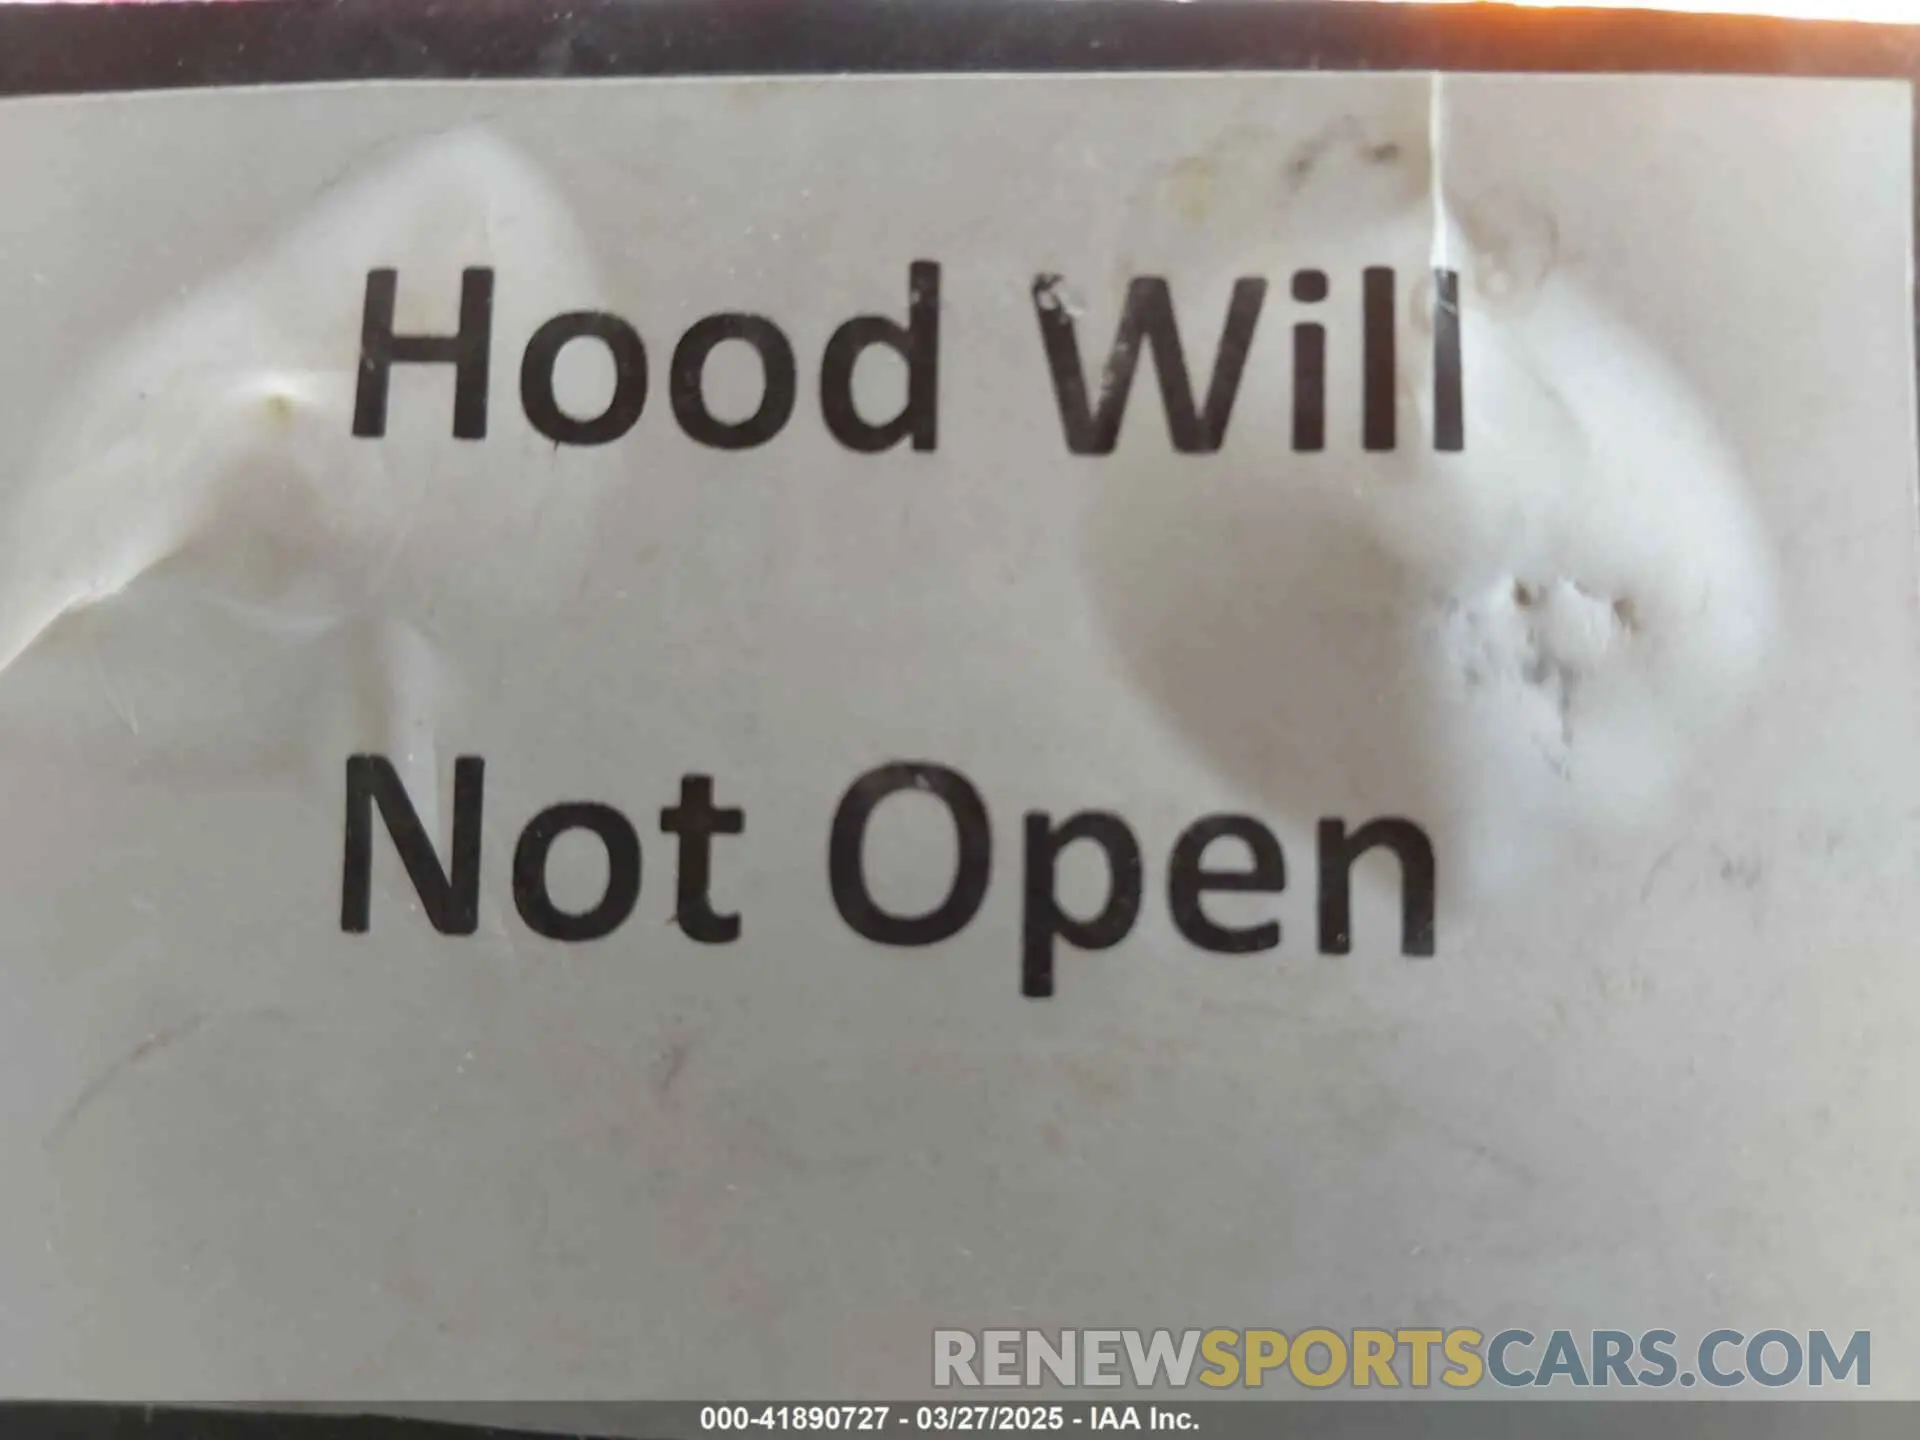 Hood Will
Not Open
RENEWSPORTSCARS.COM
000-41890727 - 03/27/2025 - IAA Inc.